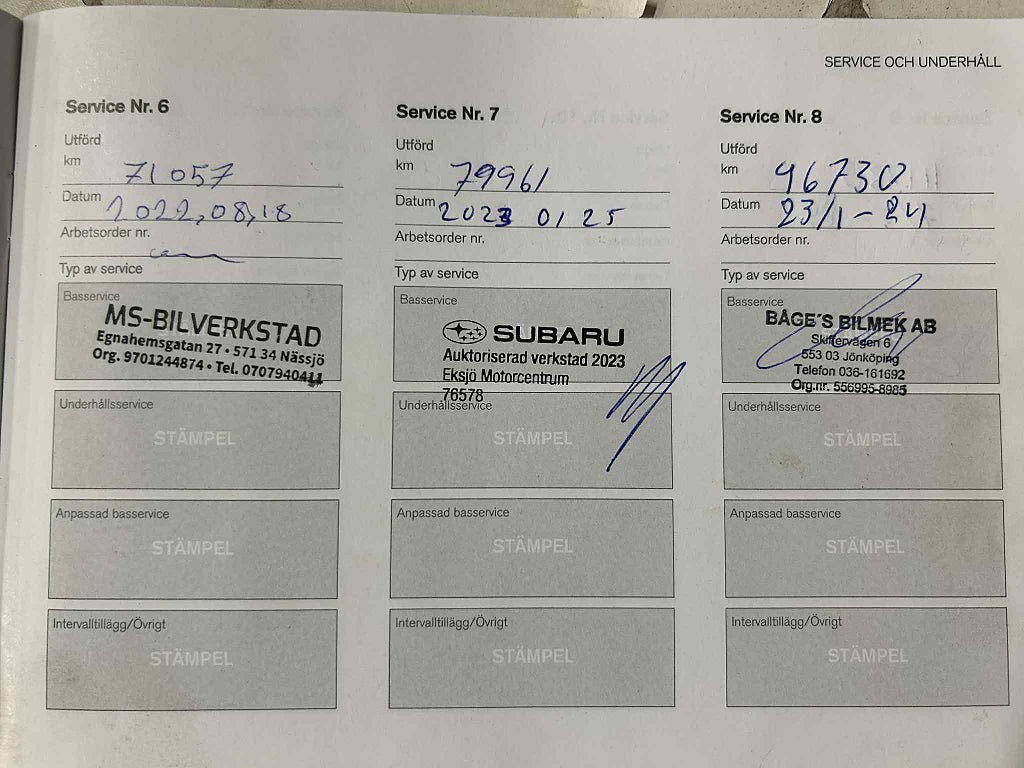 SERVICE OCH UNDERHÅLL
Service Nr. 6
Utförd
km 71057
Datum 2022,08,18
Arbetsorder nr.
Typ av service
Basservice
MS-BILVERKSTAD
Egnahemsgatan 27 • 571 34 Nässjö
Org. 9701244874 • Tel. 0707940411
Underhållsservice
STÄMPEL
Anpassad basservice
STÄMPEL
Intervalltillägg/Övrigt
STÄMPEL
Service Nr. 7
Utförd
km 79961
Datum 2023 01 25
Arbetsorder nr.
Typ av service
Basservice
SUBARU
Auktoriserad verkstad 2023
Eksjö Motorcentrum
76578
Underhållsservice
STÄMPEL
Anpassad basservice
STÄMPEL
Intervalltillägg/Övrigt
STÄMPEL
Service Nr. 8
Utförd
km 96730
Datum 23/1-24
Arbetsorder nr.
Typ av service
Basservice
BÅGE'S BILMEK AB
Skiffervägen 6
553 03 Jönköping
Telefon 036-161692
Org.nr. 556995-8985
Underhållsservice
STÄMPEL
Anpassad basservice
STÄMPEL
Intervalltillägg/Övrigt
STÄMPEL